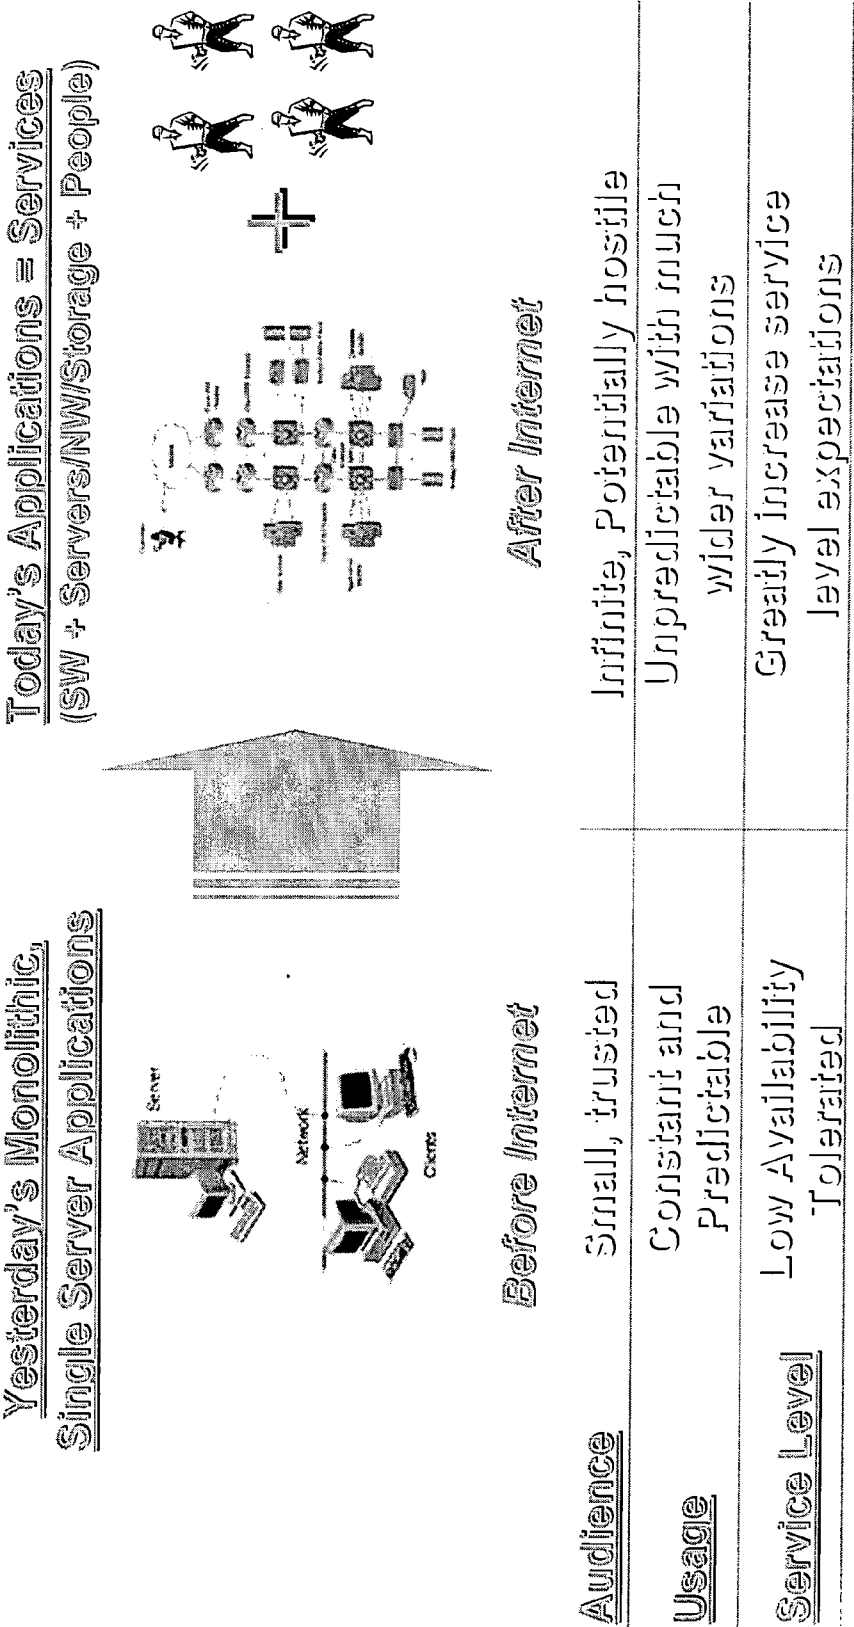 Yesterday's Monolithic,
Single Server Applications
Today's Applications = Services
(SW + Servers/NW/Storage + People)
Server
Network
Clients
Before Internet
After Internet
Audience
Small, trusted
Infinite, Potentially hostile
Usage
Constant and
Predictable
Unpredictable with much
wider variations
Service Level
Low Availability
Tolerated
Greatly increase service
level expectations